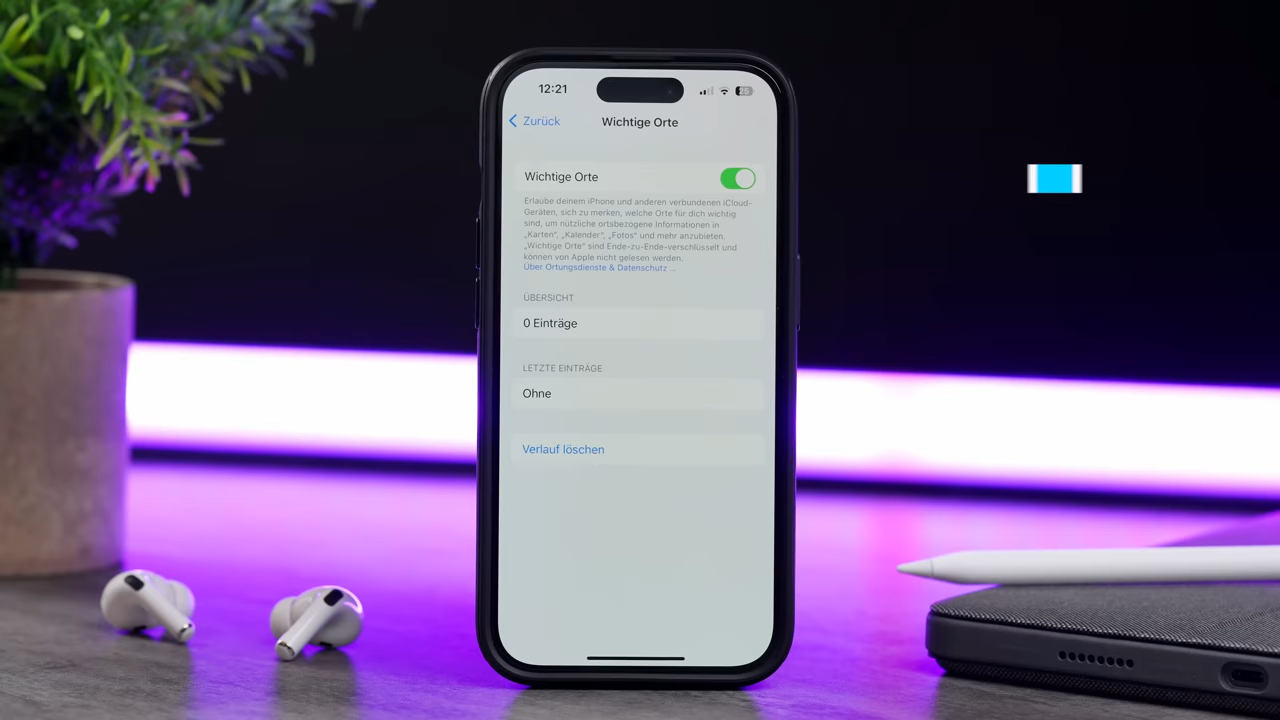 12:21
25
Zurück
Wichtige Orte
Wichtige Orte
Erlaube deinem iPhone und anderen verbundenen iCloud-
Geräten, sich zu merken, welche Orte für dich wichtig
sind, um nützliche ortsbezogene Informationen in
„Karten“, „Kalender“, „Fotos“ und mehr anzubieten.
„Wichtige Orte“ sind Ende-zu-Ende-verschlüsselt und
können von Apple nicht gelesen werden.
Über Ortungsdienste & Datenschutz ...
ÜBERSICHT
0 Einträge
LETZTE EINTRÄGE
Ohne
Verlauf löschen